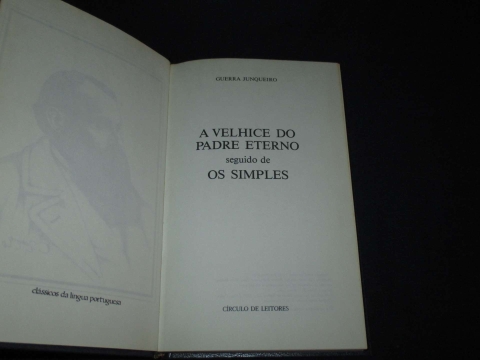 clássicos da língua portuguesa
GUERRA JUNQUEIRO
A VELHICE DO
PADRE ETERNO
seguido de
OS SIMPLES
CÍRCULO DE LEITORES